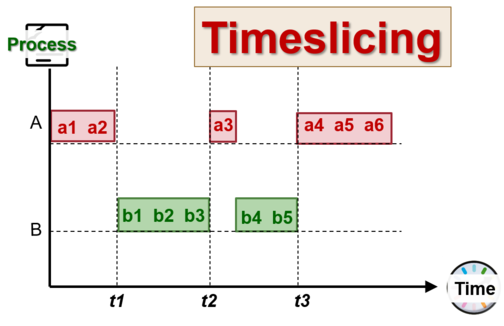 Timeslicing
Process
A
a1 a2
a3
a4 a5 a6
B
b1 b2 b3
b4 b5
t1
t2
t3
Time